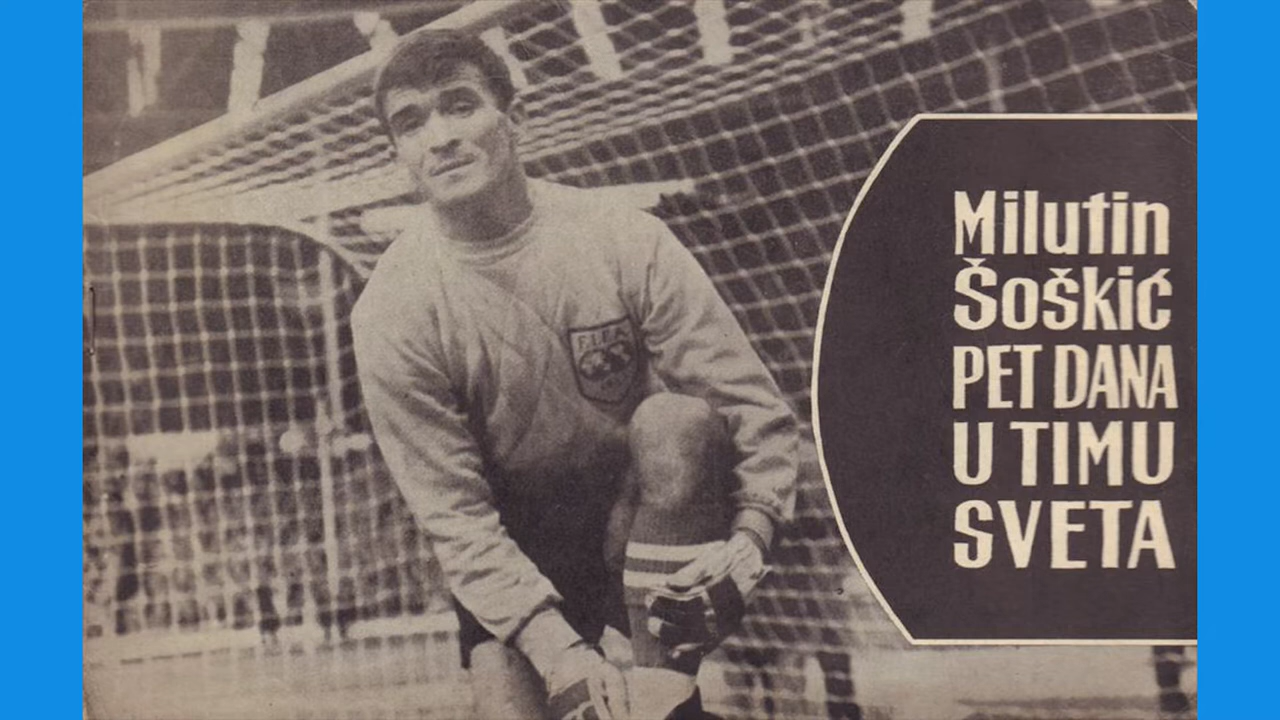 F.I.F.A.
Milutin
Šoškić
PET DANA
U TIMU
SVETA